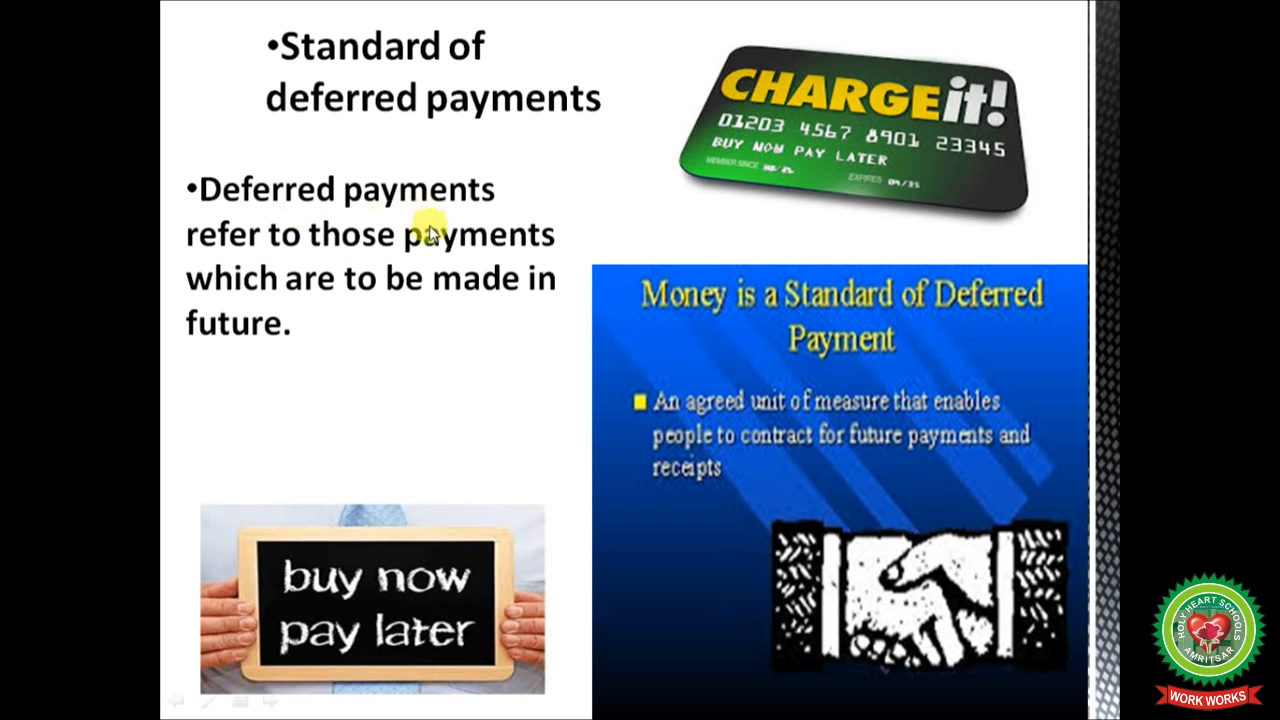 •Standard of
deferred payments
•Deferred payments
refer to those payments
which are to be made in
future.
CHARGEit!
01203 4567 8901 23345
BUY NOW PAY LATER
MEMBER SINCE
EXPIRES
Money is a Standard of Deferred
Payment
An agreed unit of measure that enables
people to contract for future payments and
receipts
buy now
pay later
HOLY HEART SCHOOLS
AMRITSAR
WORK WORKS